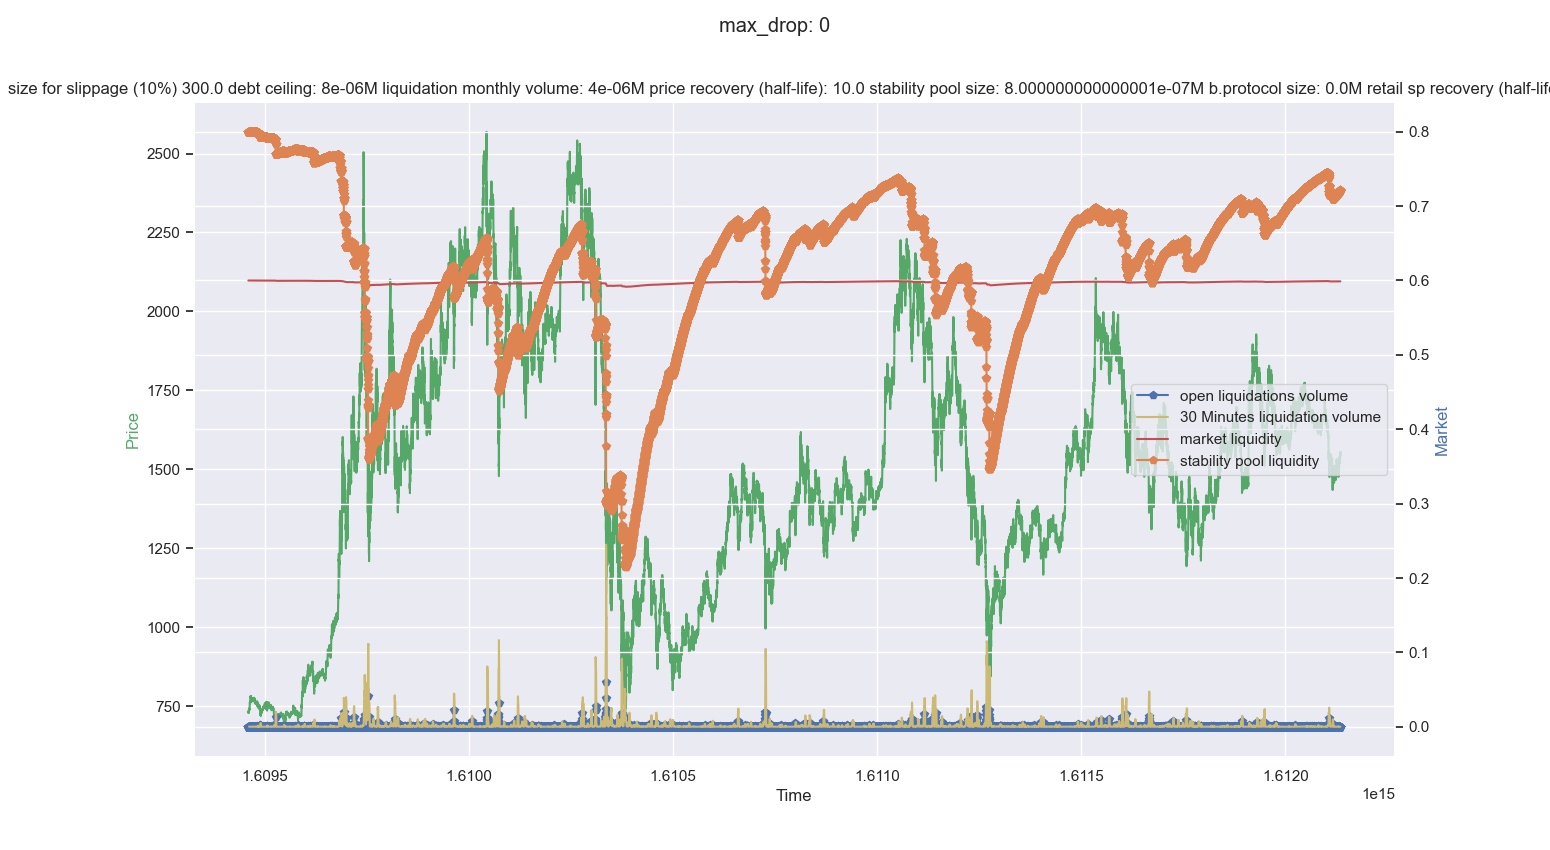 max_drop: 0
size for slippage (10%) 300.0 debt ceiling: 8e-06M liquidation monthly volume: 4e-06M price recovery (half-life): 10.0 stability pool size: 8.000000000000001e-07M b.protocol size: 0.0M retail sp recovery (half-life
2500
2250
2000
1750
1500
1250
1000
750
Price
0.8
0.7
0.6
0.5
0.4
0.3
0.2
0.1
0.0
Market
open liquidations volume
30 Minutes liquidation volume
market liquidity
stability pool liquidity
1.6095 1.6100 1.6105 1.6110 1.6115 1.6120
Time
1e15